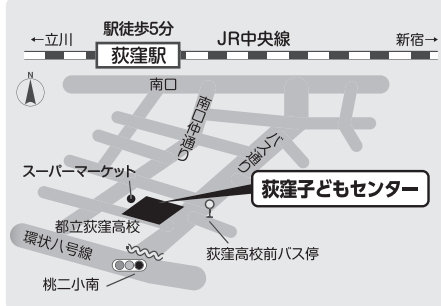 駅徒歩5分
←立川
荻窪駅
JR中央線
新宿→
N
南口
南口仲通り
バス通り
スーパーマーケット
荻窪子どもセンター
都立荻窪高校
環状八号線
荻窪高校前バス停
桃二小南